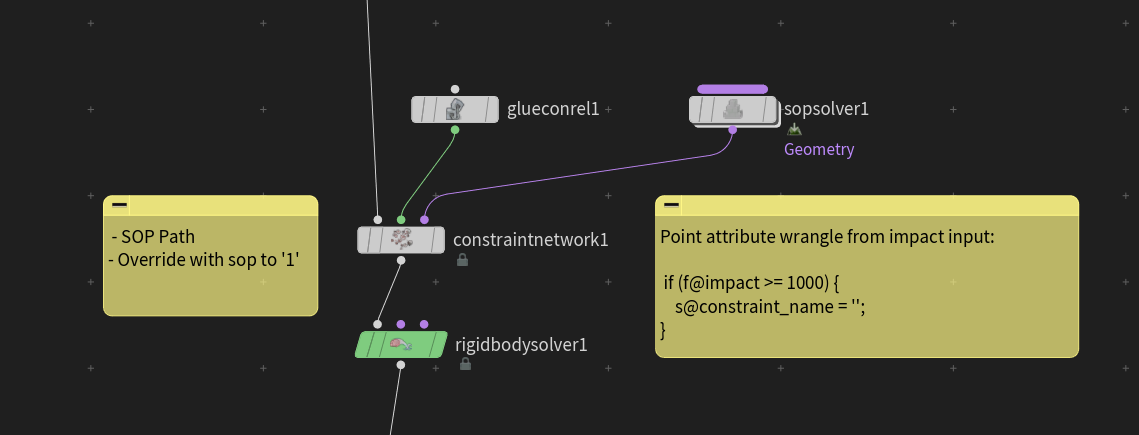 glueconrel1
sopsolver1
Geometry
- SOP Path
- Override with sop to '1'
constraintnetwork1
Point attribute wrangle from impact input:
if (f@impact >= 1000) {
s@constraint_name = '';
}
rigidbodysolver1